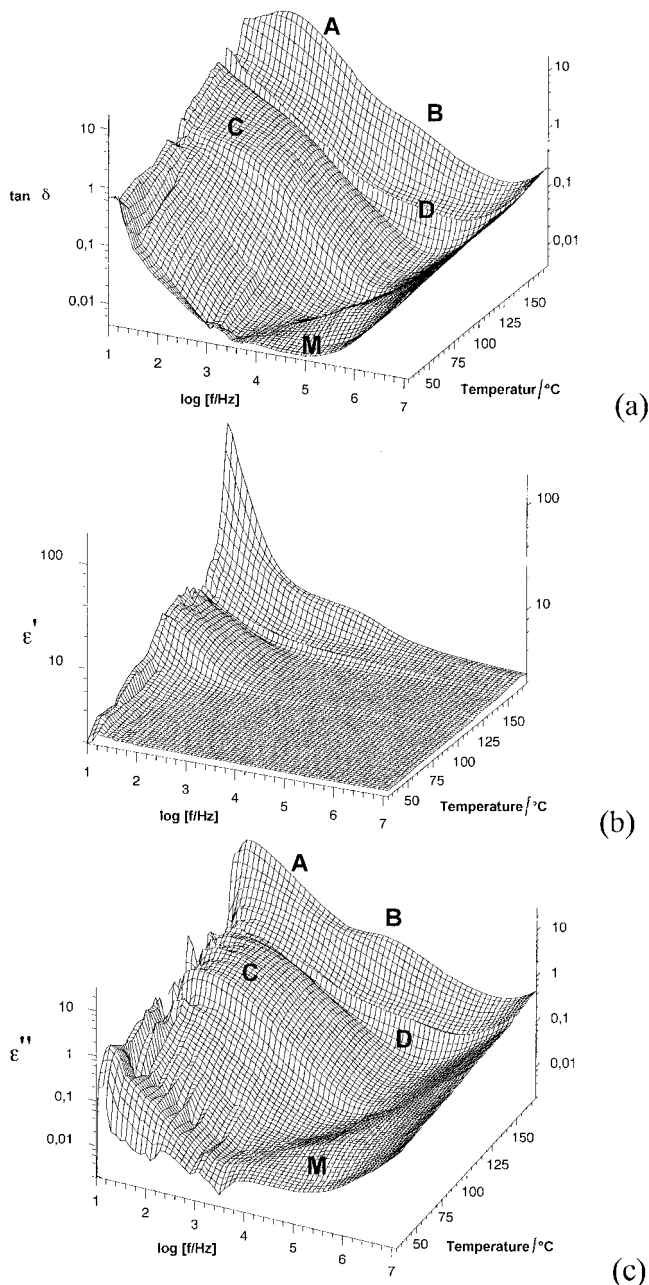 A
B
C
D
M
tan δ
10
1
0,1
0,01
10
1
0,1
0,01
1 2 3 4 5 6 7
log [f/Hz]
50 75 100 125 150
Temperatur/°C
(a)
ε'
100
10
100
10
1 2 3 4 5 6 7
log [f/Hz]
50 75 100 125 150
Temperature/°C
(b)
A
B
C
D
M
ε"
10
1
0,1
0,01
10
1
0,1
0,01
1 2 3 4 5 6 7
log [f/Hz]
50 75 100 125 150
Temperature/°C
(c)